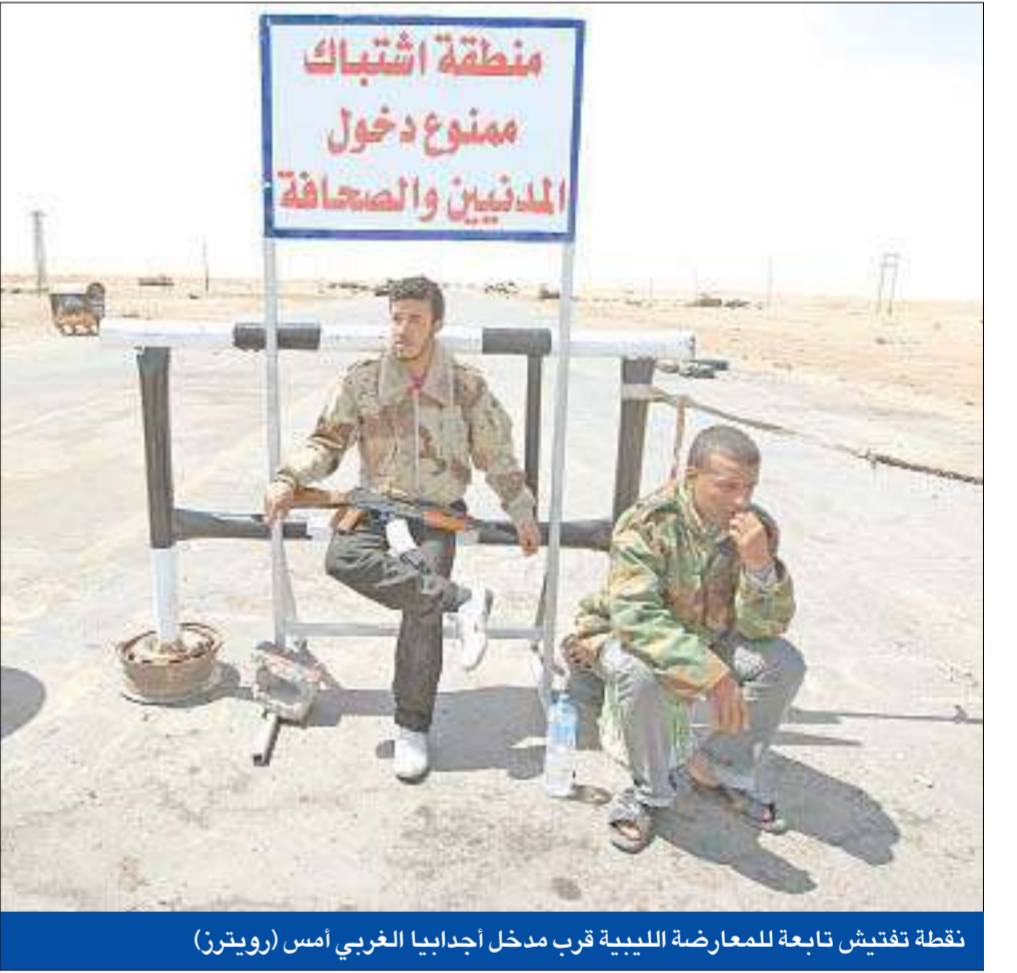 منطقة اشتباك
ممنوع دخول
المدنيين والصحافة
نقطة تفتيش تابعة للمعارضة الليبية قرب مدخل أجدابيا الغربي أمس (رويترز)